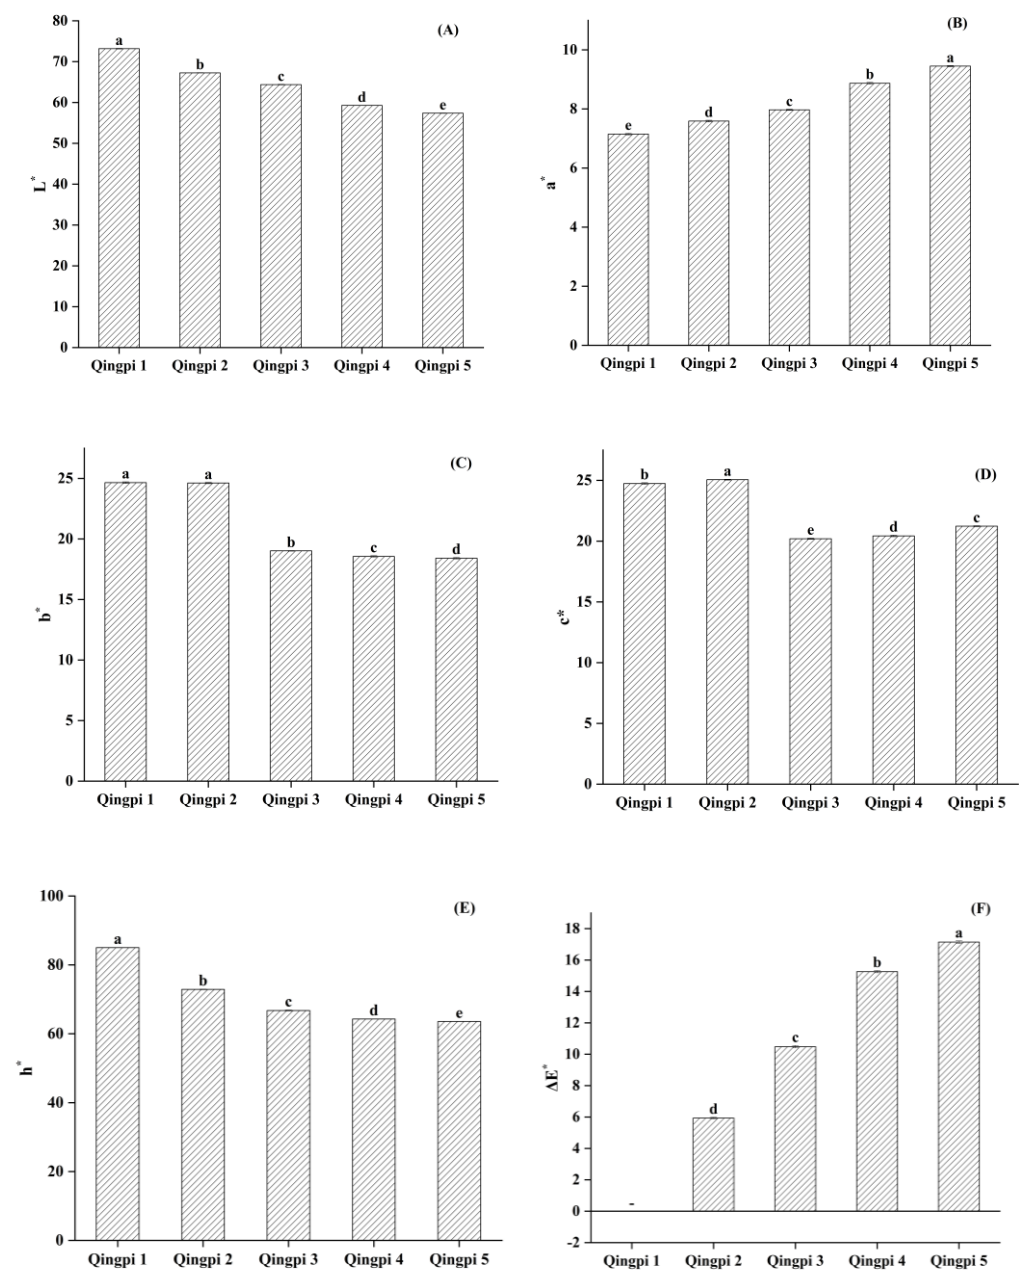 (A)
80
70
60
50
40
30
20
10
0
L*
a
b
c
d
e
Qingpi 1 Qingpi 2 Qingpi 3 Qingpi 4 Qingpi 5
(B)
10
8
6
4
2
0
a*
e
d
c
b
a
Qingpi 1 Qingpi 2 Qingpi 3 Qingpi 4 Qingpi 5
(C)
25
20
15
10
5
0
b*
a
a
b
c
d
Qingpi 1 Qingpi 2 Qingpi 3 Qingpi 4 Qingpi 5
(D)
25
20
15
10
5
0
c*
b
a
e
d
c
Qingpi 1 Qingpi 2 Qingpi 3 Qingpi 4 Qingpi 5
(E)
100
80
60
40
20
0
h*
a
b
c
d
e
Qingpi 1 Qingpi 2 Qingpi 3 Qingpi 4 Qingpi 5
(F)
18
16
14
12
10
8
6
4
2
0
-2
ΔE*
-
d
c
b
a
Qingpi 1 Qingpi 2 Qingpi 3 Qingpi 4 Qingpi 5